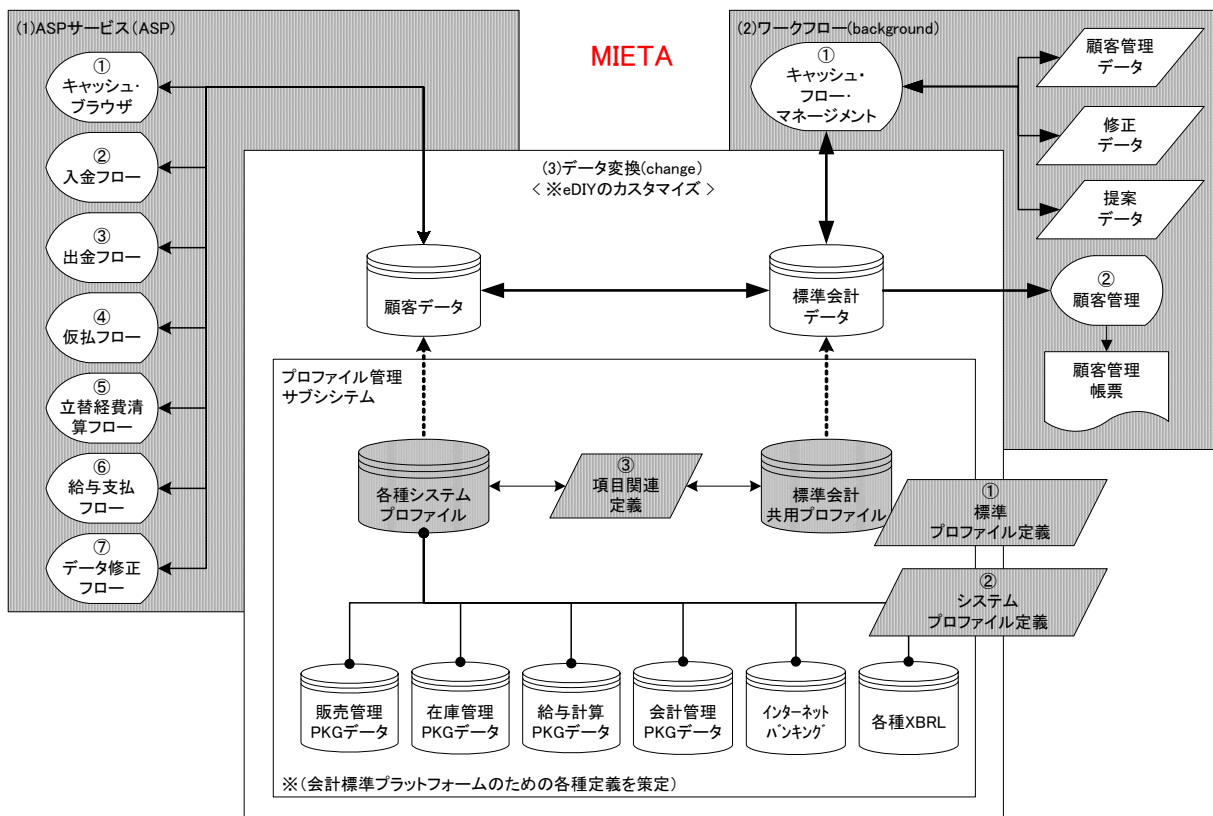 (1)ASPサービス(ASP)
①
キャッシュ・
ブラウザ
②
入金フロー
③
出金フロー
④
仮払フロー
⑤
立替経費清
算フロー
⑥
給与支払
フロー
⑦
データ修正
フロー
MIETA
(2)ワークフロー(background)
①
キャッシュ・
フロー・
マネージメント
顧客管理
データ
修正
データ
提案
データ
②
顧客管理
顧客管理
帳票
(3)データ変換(change)
< ※eDIYのカスタマイズ >
顧客データ
標準会計
データ
プロファイル管理
サブシステム
各種システム
プロファイル
③
項目関連
定義
標準会計
共用プロファイル
①
標準
プロファイル定義
②
システム
プロファイル定義
販売管理
PKGデータ
在庫管理
PKGデータ
給与計算
PKGデータ
会計管理
PKGデータ
インターネット
バンキング
各種XBRL
※(会計標準プラットフォームのための各種定義を策定)